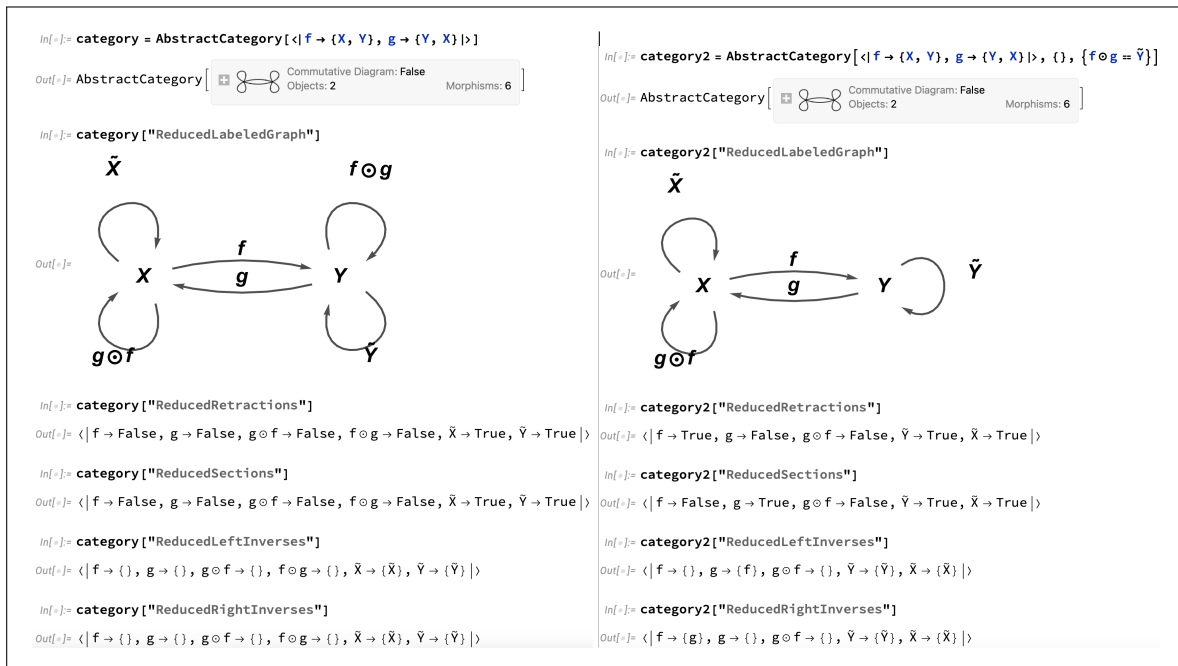 In[◦]:= category = AbstractCategory[<|f → {X, Y}, g → {Y, X}|>]
Out[◦]= AbstractCategory[
Commutative Diagram: False
Objects: 2
Morphisms: 6
]
In[◦]:= category["ReducedLabeledGraph"]
X̃
f⊙g
f
Out[◦]=
X
g
Y
g⊙f
Ỹ
In[◦]:= category["ReducedRetractions"]
Out[◦]= <|f → False, g → False, g⊙f → False, f⊙g → False, X̃ → True, Ỹ → True|>
In[◦]:= category["ReducedSections"]
Out[◦]= <|f → False, g → False, g⊙f → False, f⊙g → False, X̃ → True, Ỹ → True|>
In[◦]:= category["ReducedLeftInverses"]
Out[◦]= <|f → {}, g → {}, g⊙f → {}, f⊙g → {}, X̃ → {X̃}, Ỹ → {Ỹ}|>
In[◦]:= category["ReducedRightInverses"]
Out[◦]= <|f → {}, g → {}, g⊙f → {}, f⊙g → {}, X̃ → {X̃}, Ỹ → {Ỹ}|>
In[◦]:= category2 = AbstractCategory[<|f → {X, Y}, g → {Y, X}|>, {}, {f⊙g == Ỹ}]
Out[◦]= AbstractCategory[
Commutative Diagram: False
Objects: 2
Morphisms: 6
]
In[◦]:= category2["ReducedLabeledGraph"]
X̃
f
Ỹ
Out[◦]=
X
g
Y
g⊙f
In[◦]:= category2["ReducedRetractions"]
Out[◦]= <|f → True, g → False, g⊙f → False, Ỹ → True, X̃ → True|>
In[◦]:= category2["ReducedSections"]
Out[◦]= <|f → False, g → True, g⊙f → False, Ỹ → True, X̃ → True|>
In[◦]:= category2["ReducedLeftInverses"]
Out[◦]= <|f → {}, g → {f}, g⊙f → {}, Ỹ → {Ỹ}, X̃ → {X̃}|>
In[◦]:= category2["ReducedRightInverses"]
Out[◦]= <|f → {g}, g → {}, g⊙f → {}, Ỹ → {Ỹ}, X̃ → {X̃}|>